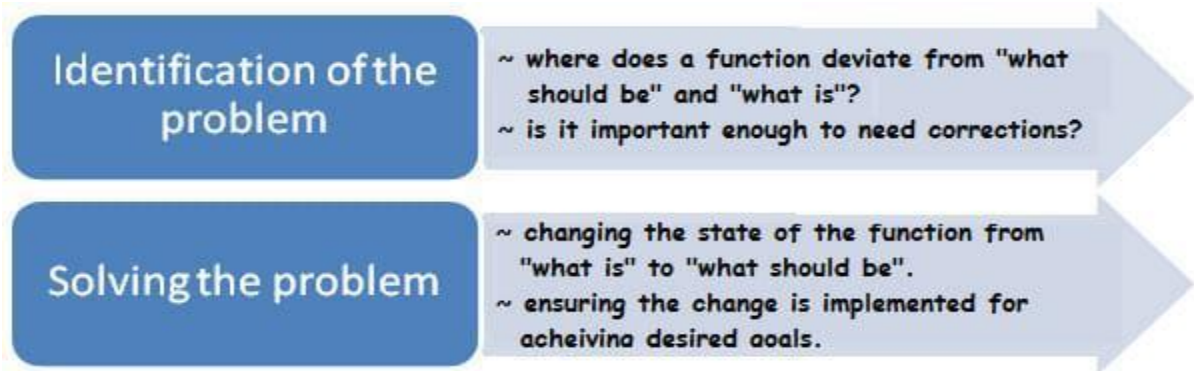 Identification of the
problem
~ where does a function deviate from "what
should be" and "what is"?
~ is it important enough to need corrections?
Solving the problem
~ changing the state of the function from
"what is" to "what should be".
~ ensuring the change is implemented for
acheiving desired goals.